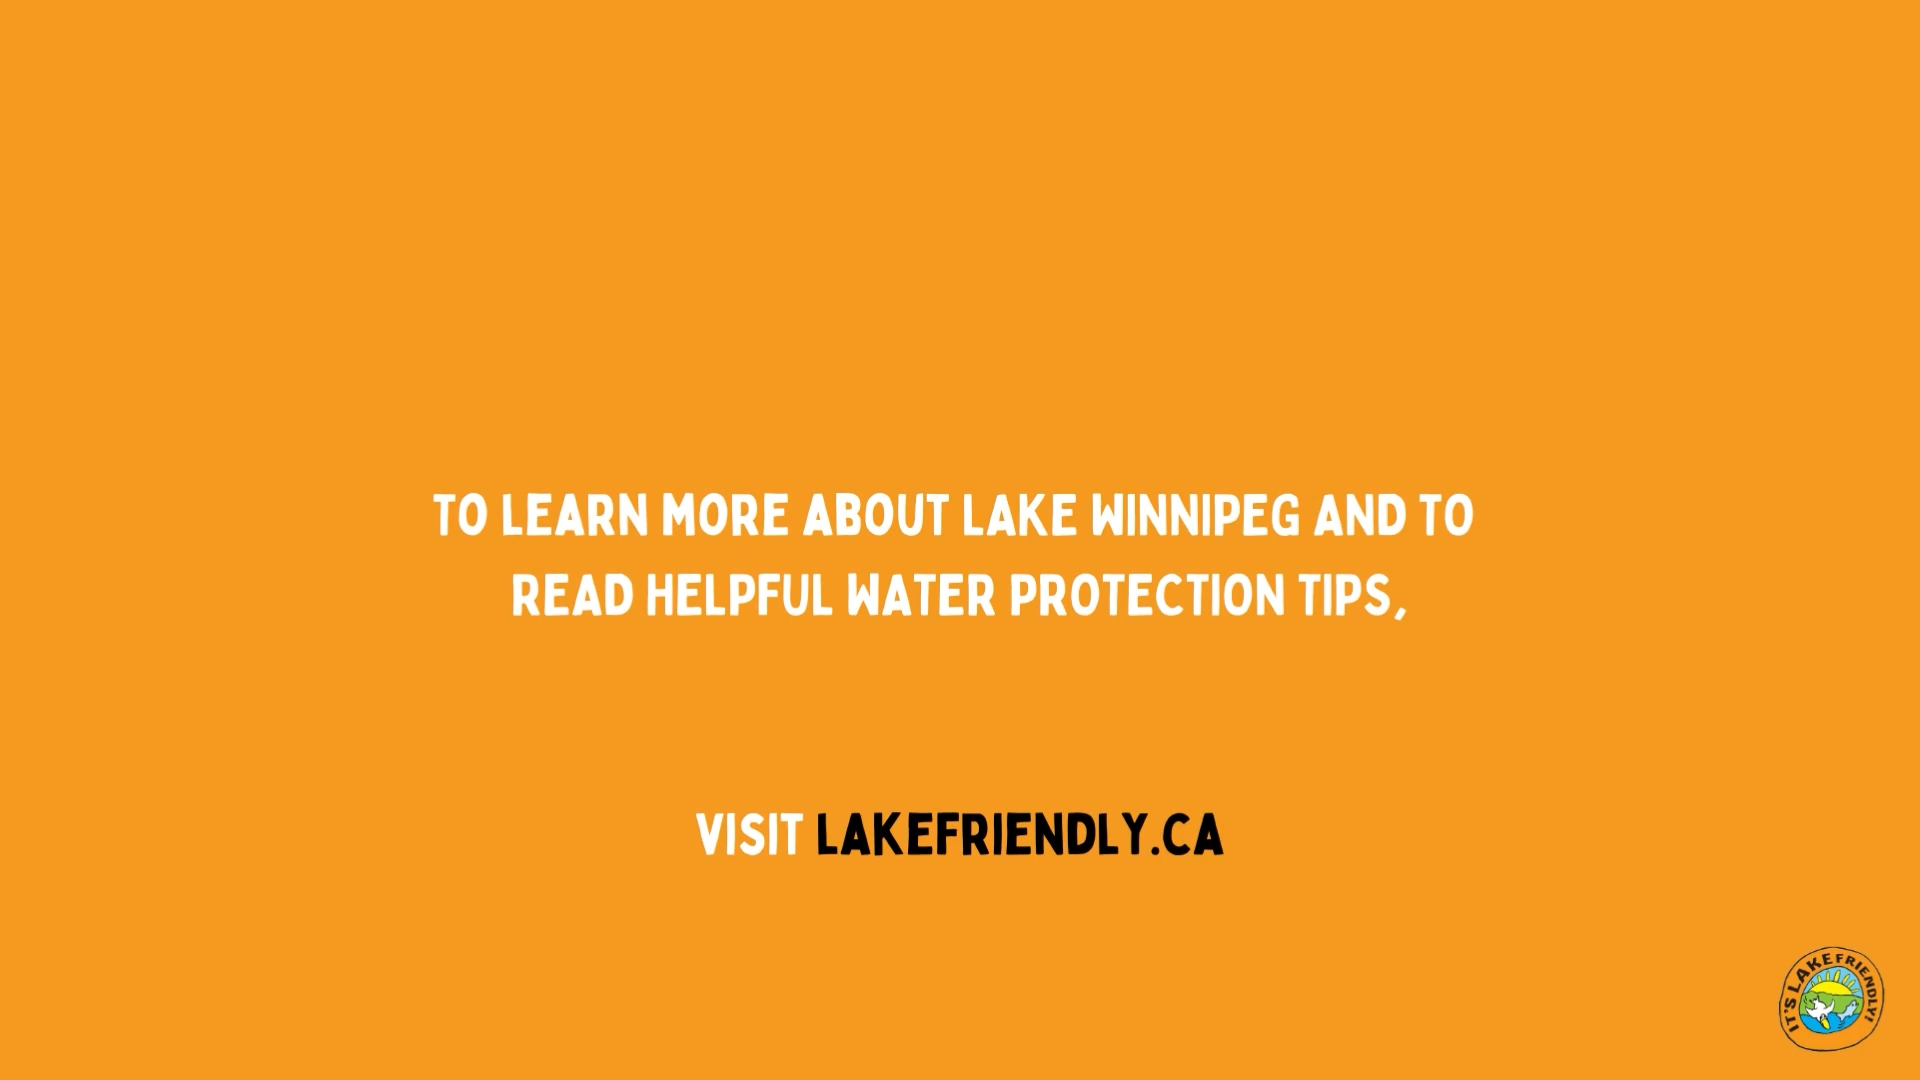 TO LEARN MORE ABOUT LAKE WINNIPEG AND TO
READ HELPFUL WATER PROTECTION TIPS,
VISIT LAKEFRIENDLY.CA
IT'S LAKEFRIENDLY!